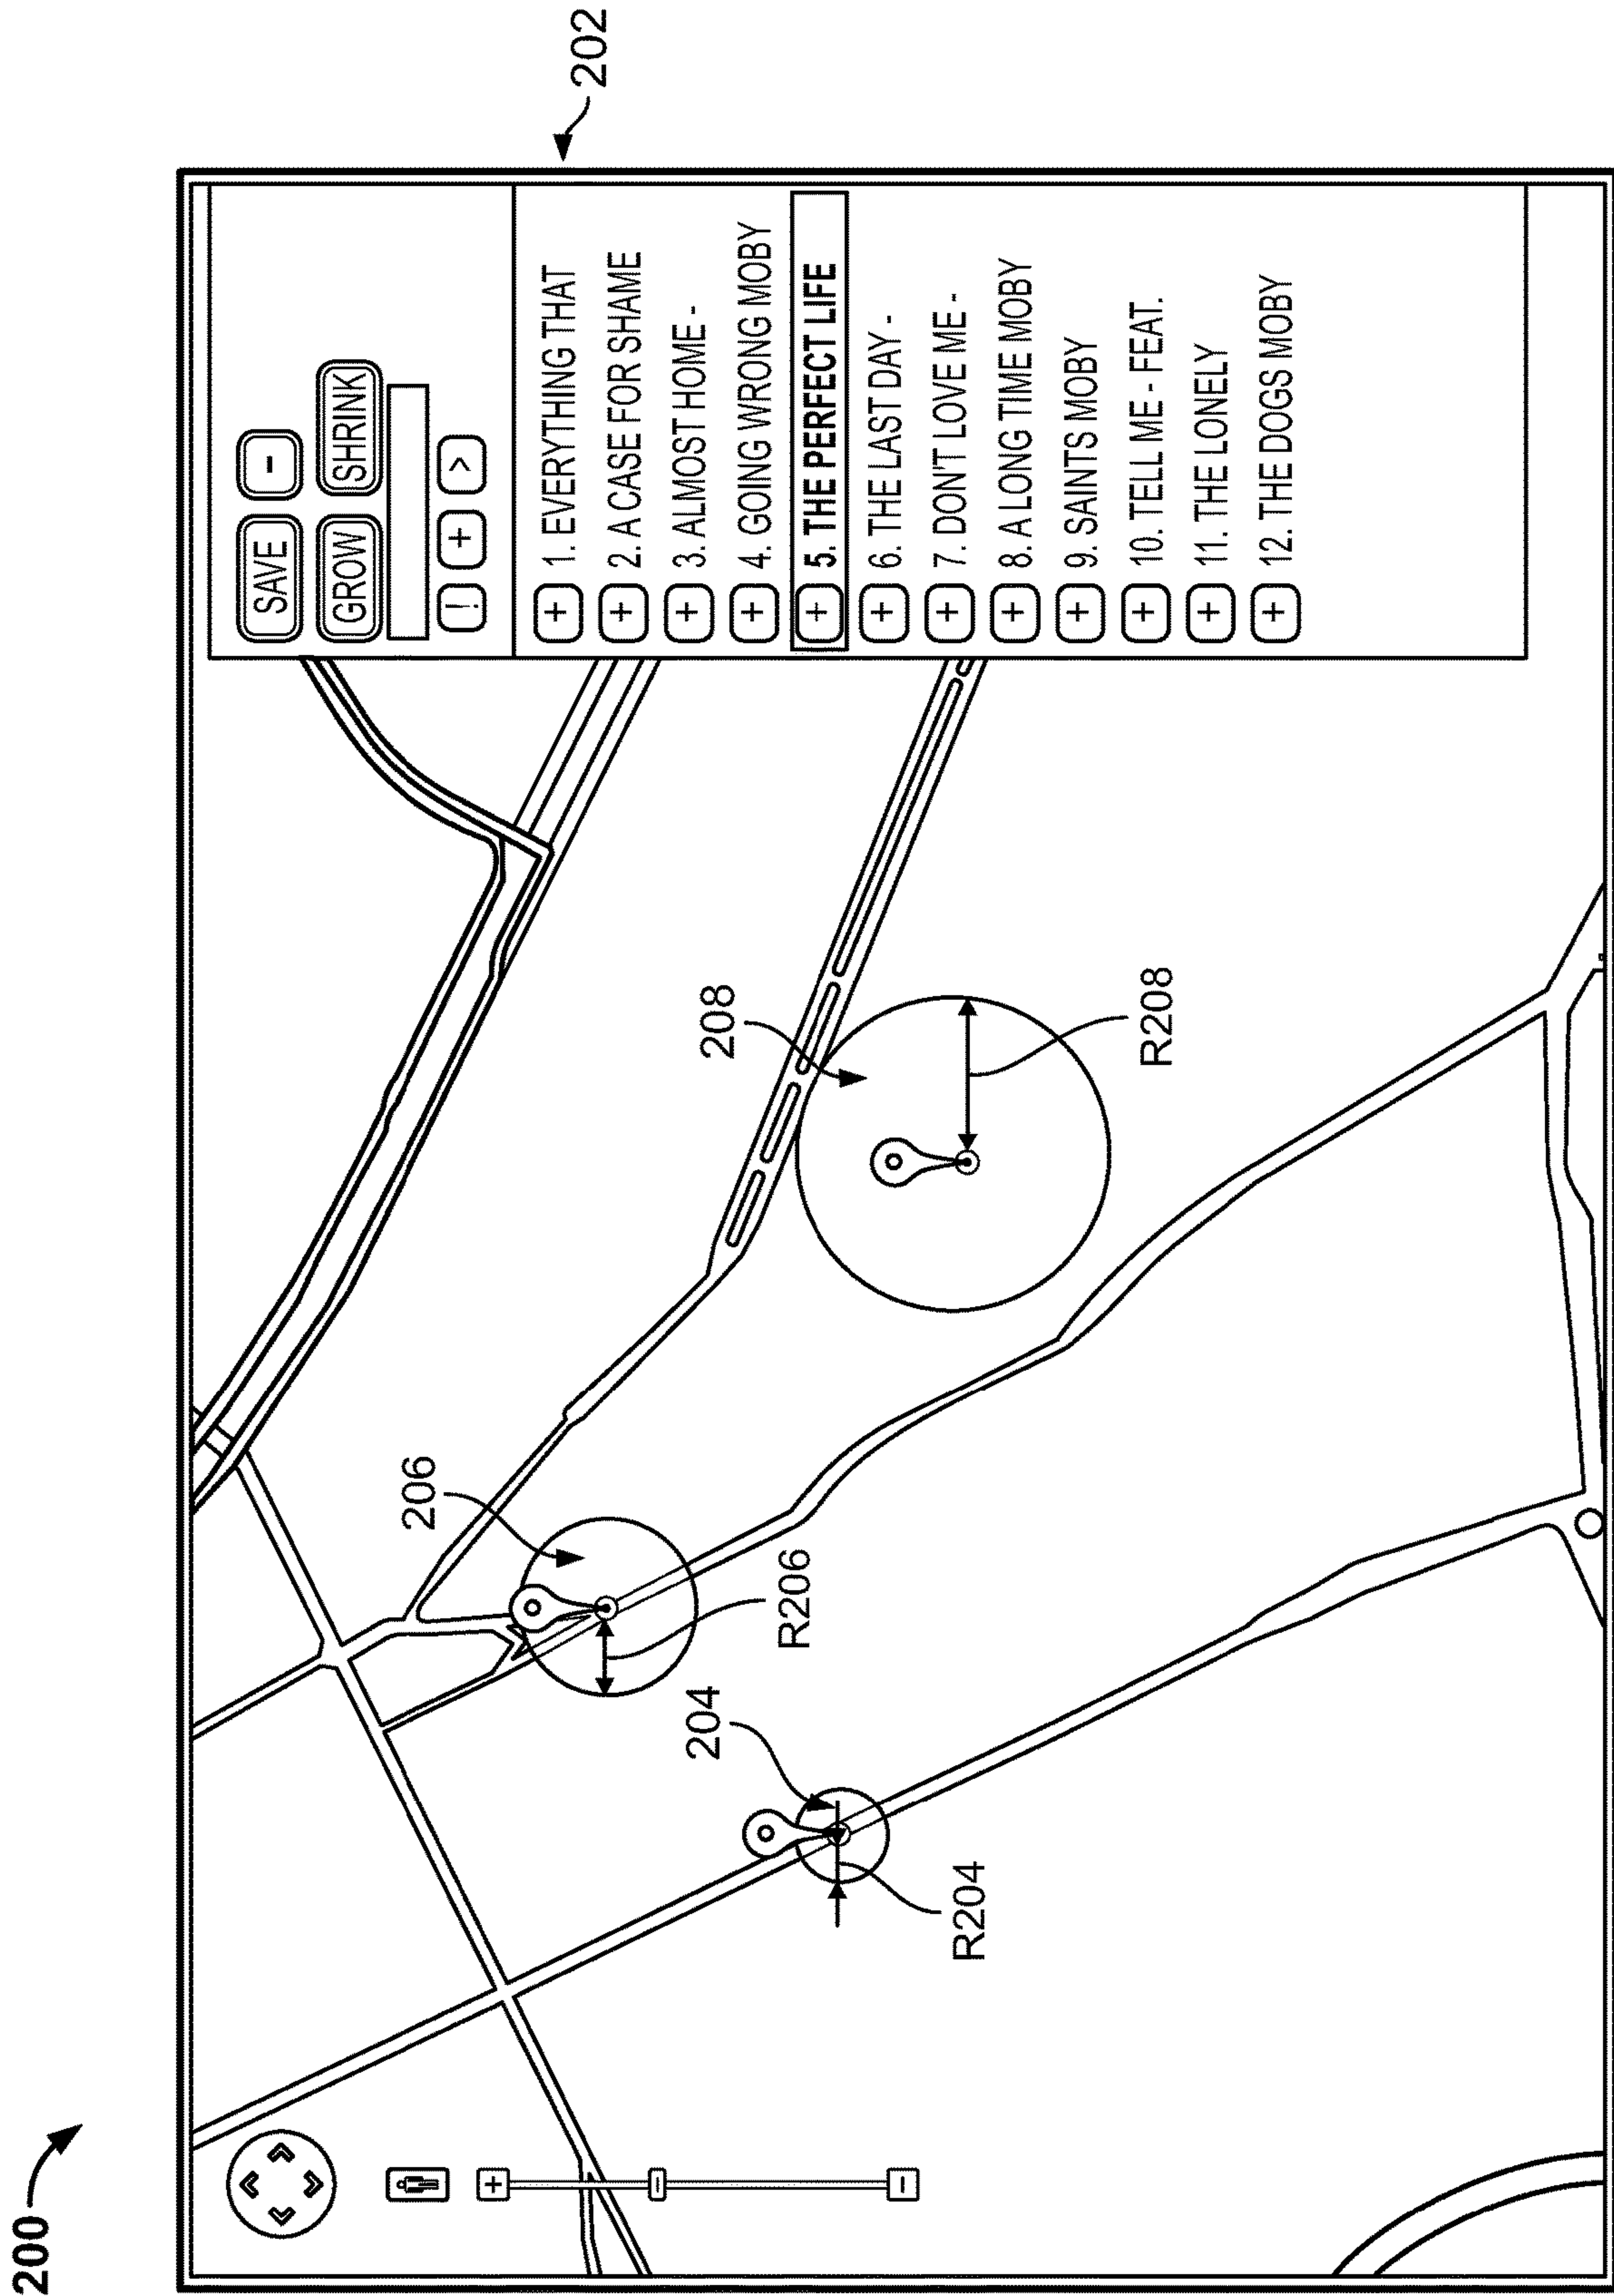 200
202
SAVE -
GROW SHRINK
! + >
+ 1. EVERYTHING THAT
+ 2. A CASE FOR SHAME
+ 3. ALMOST HOME -
+ 4. GOING WRONG MOBY
+ 5. THE PERFECT LIFE
+ 6. THE LAST DAY -
+ 7. DON'T LOVE ME -
+ 8. A LONG TIME MOBY
+ 9. SAINTS MOBY
+ 10. TELL ME - FEAT.
+ 11. THE LONELY
+ 12. THE DOGS MOBY
+
-
-
206
R206
204
R204
208
R208